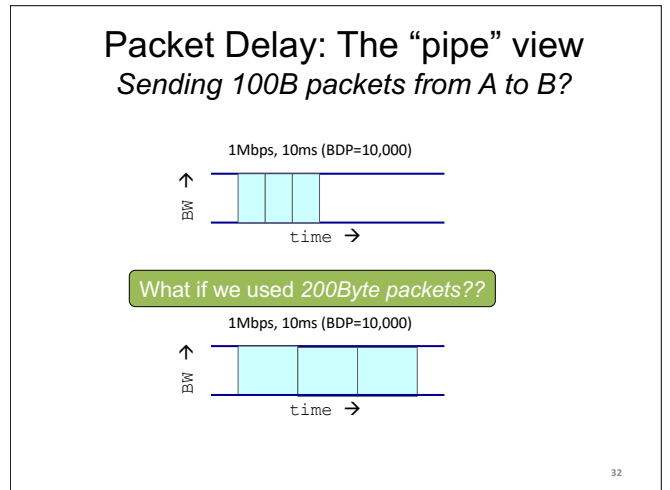 Packet Delay: The “pipe” view
Sending 100B packets from A to B?
1Mbps, 10ms (BDP=10,000)
BW →
time →
What if we used 200Byte packets??
1Mbps, 10ms (BDP=10,000)
BW →
time →
32